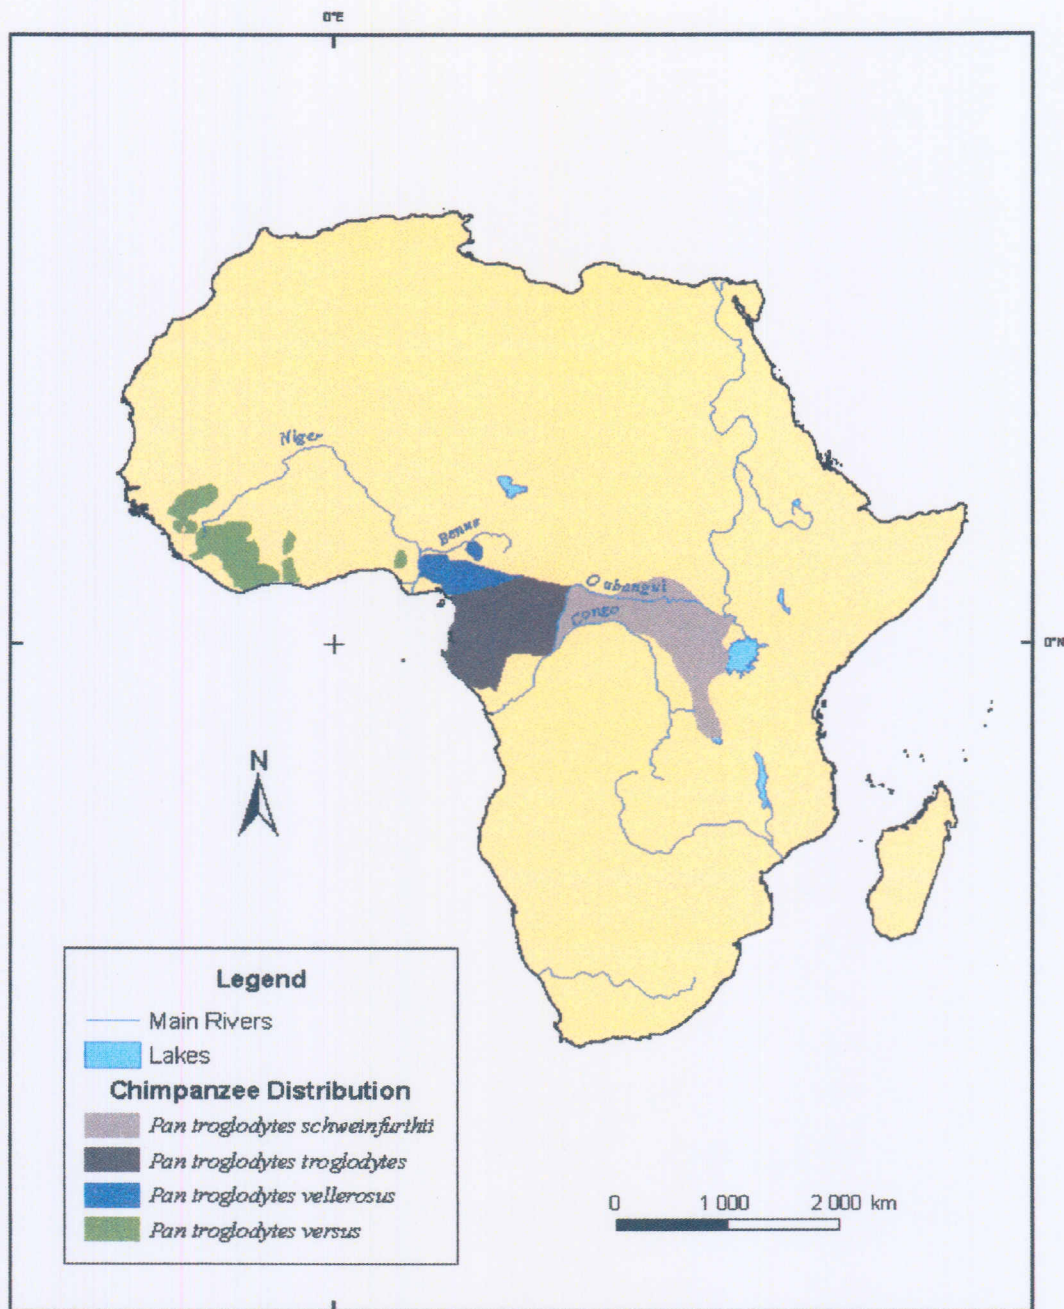 0°E
Niger
Benue
Oubangui
Congo
0°N
N
Legend
Main Rivers
Lakes
Chimpanzee Distribution
Pan troglodytes schweinfurthii
Pan troglodytes troglodytes
Pan troglodytes vellerosus
Pan troglodytes versus
0 1 000 2 000 km